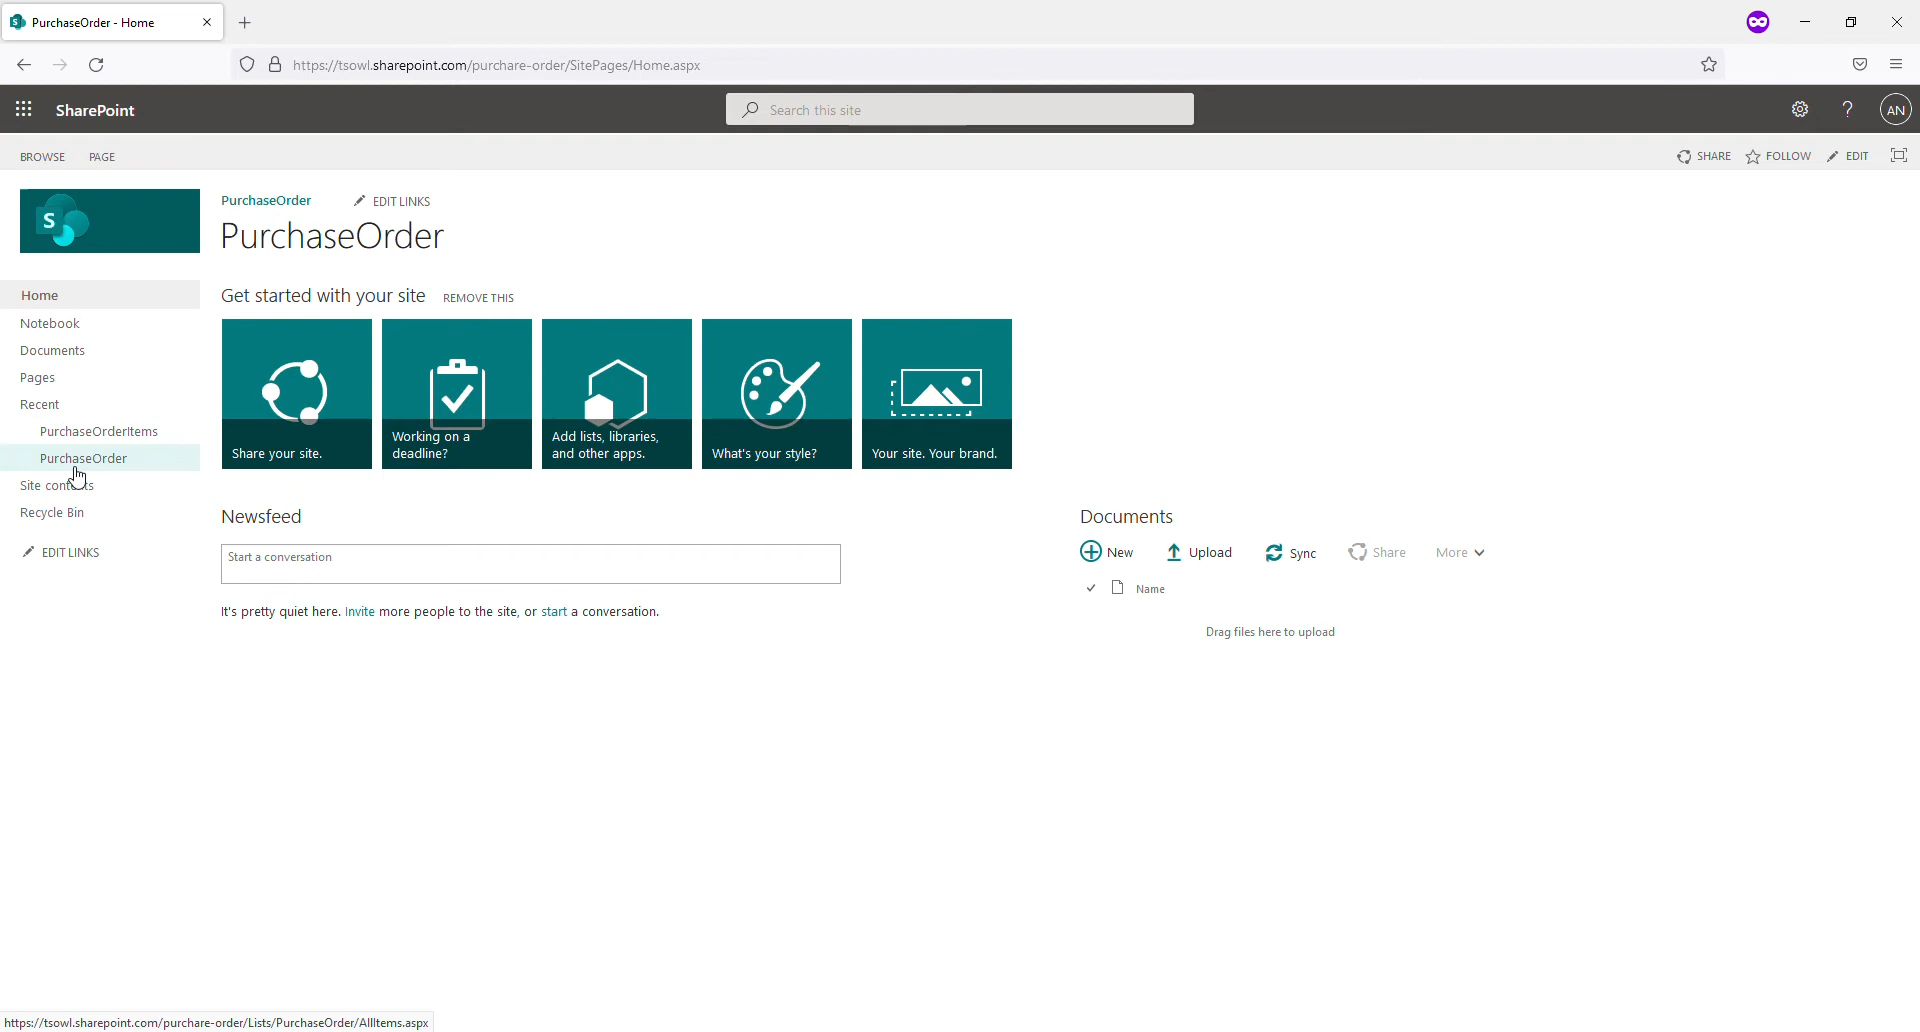 PurchaseOrder - Home
https://tsowl.sharepoint.com/purchare-order/SitePages/Home.aspx
SharePoint
Search this site
?
AN
BROWSE PAGE
SHARE FOLLOW EDIT
S
PurchaseOrder EDIT LINKS
PurchaseOrder
Home
Notebook
Documents
Pages
Recent
PurchaseOrderItems
PurchaseOrder
Site contents
Recycle Bin
EDIT LINKS
Get started with your site REMOVE THIS
Share your site.
Working on a
deadline?
Add lists, libraries,
and other apps.
What's your style?
Your site. Your brand.
Newsfeed
Start a conversation
It's pretty quiet here. Invite more people to the site, or start a conversation.
Documents
New Upload Sync Share More
Name
Drag files here to upload
https://tsowl.sharepoint.com/purchare-order/Lists/PurchaseOrder/AllItems.aspx